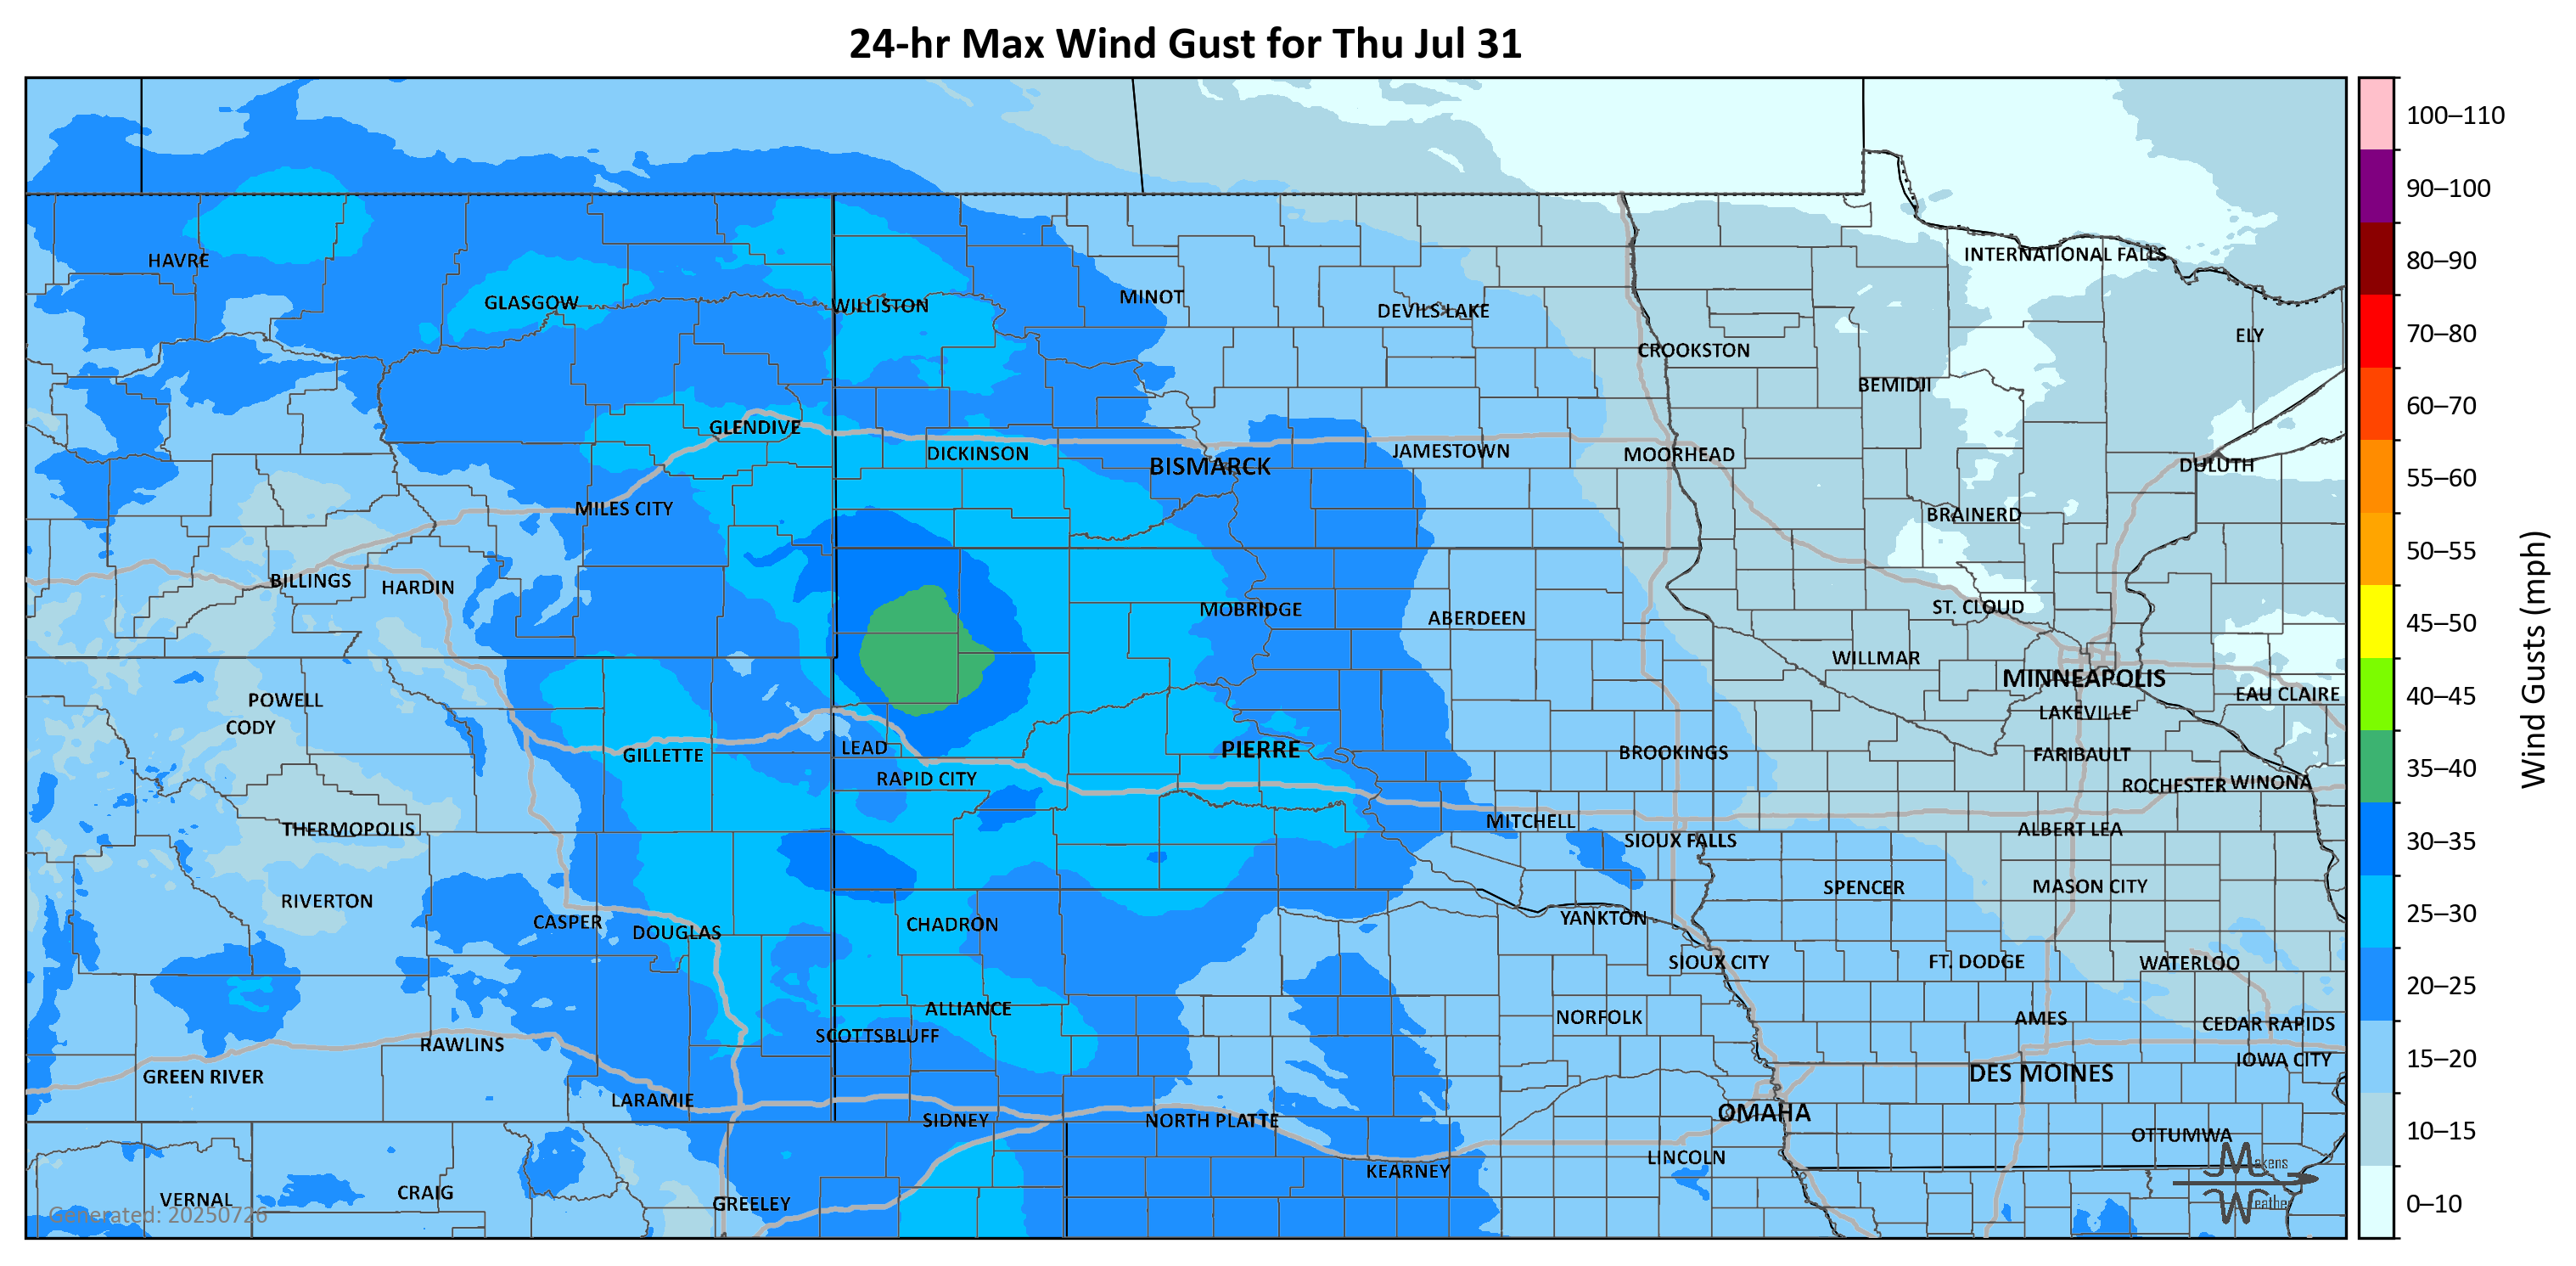 24-hr Max Wind Gust for Thu Jul 31
100–110
90–100
80–90
70–80
60–70
55–60
50–55
45–50
40–45
35–40
30–35
25–30
20–25
15–20
10–15
0–10
Wind Gusts (mph)
HAVRE
GLASGOW
WILLISTON
MINOT
DEVILS LAKE
INTERNATIONAL FALLS
ELY
CROOKSTON
BEMIDJI
GLENDIVE
DICKINSON
BISMARCK
JAMESTOWN
MOORHEAD
DULUTH
MILES CITY
BRAINERD
BILLINGS
HARDIN
MOBRIDGE
ABERDEEN
ST. CLOUD
WILLMAR
MINNEAPOLIS
EAU CLAIRE
POWELL
CODY
LAKEVILLE
GILLETTE
LEAD
PIERRE
BROOKINGS
FARIBAULT
RAPID CITY
ROCHESTER
WINONA
THERMOPOLIS
MITCHELL
ALBERT LEA
SIOUX FALLS
RIVERTON
SPENCER
MASON CITY
CASPER
DOUGLAS
CHADRON
YANKTON
SIOUX CITY
FT. DODGE
WATERLOO
ALLIANCE
NORFOLK
AMES
CEDAR RAPIDS
SCOTTSBLUFF
RAWLINS
IOWA CITY
GREEN RIVER
DES MOINES
LARAMIE
SIDNEY
NORTH PLATTE
OMAHA
OTTUMWA
KEARNEY
LINCOLN
VERNAL
CRAIG
GREELEY
Generated: 20250726
Makens
Weather